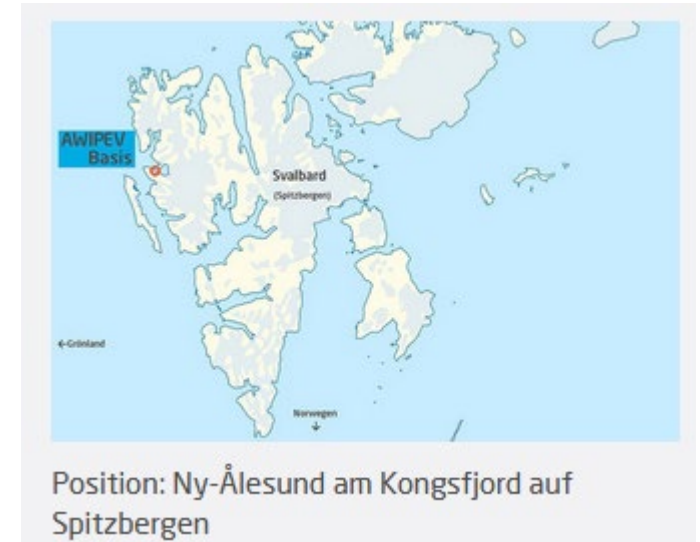 AWIPEV
Basis
Svalbard
(Spitzbergen)
←Grönland
Norwegen
↓
Position: Ny-Ålesund am Kongsfjord auf
Spitzbergen